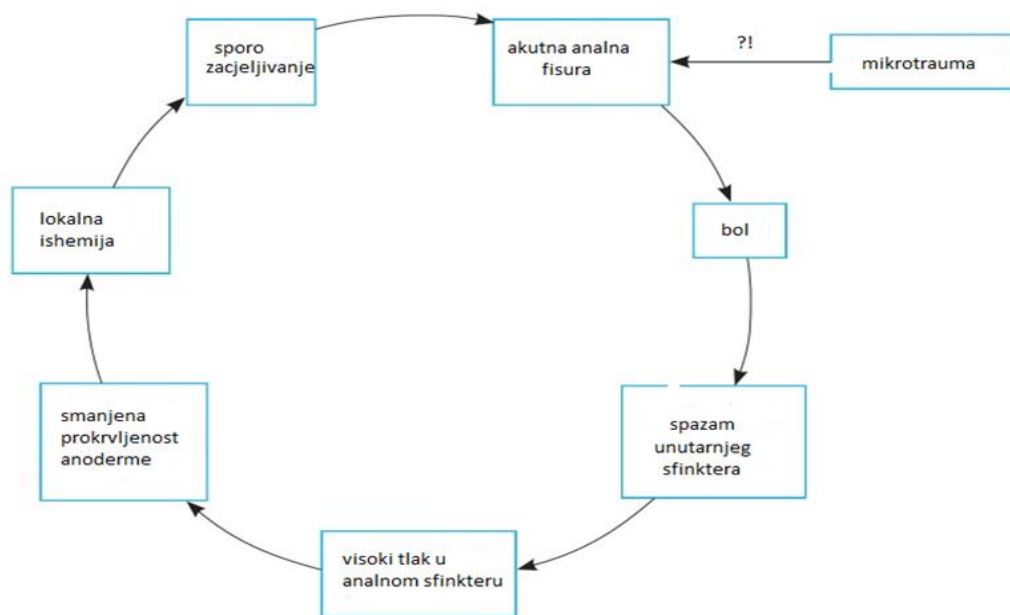 sporo
zacjeljivanje
akutna analna
fisura
?!
mikrotrauma
bol
spazam
unutarnjeg
sfinktera
visoki tlak u
analnom sfinkteru
smanjena
prokrvljenost
anoderme
lokalna
ishemija